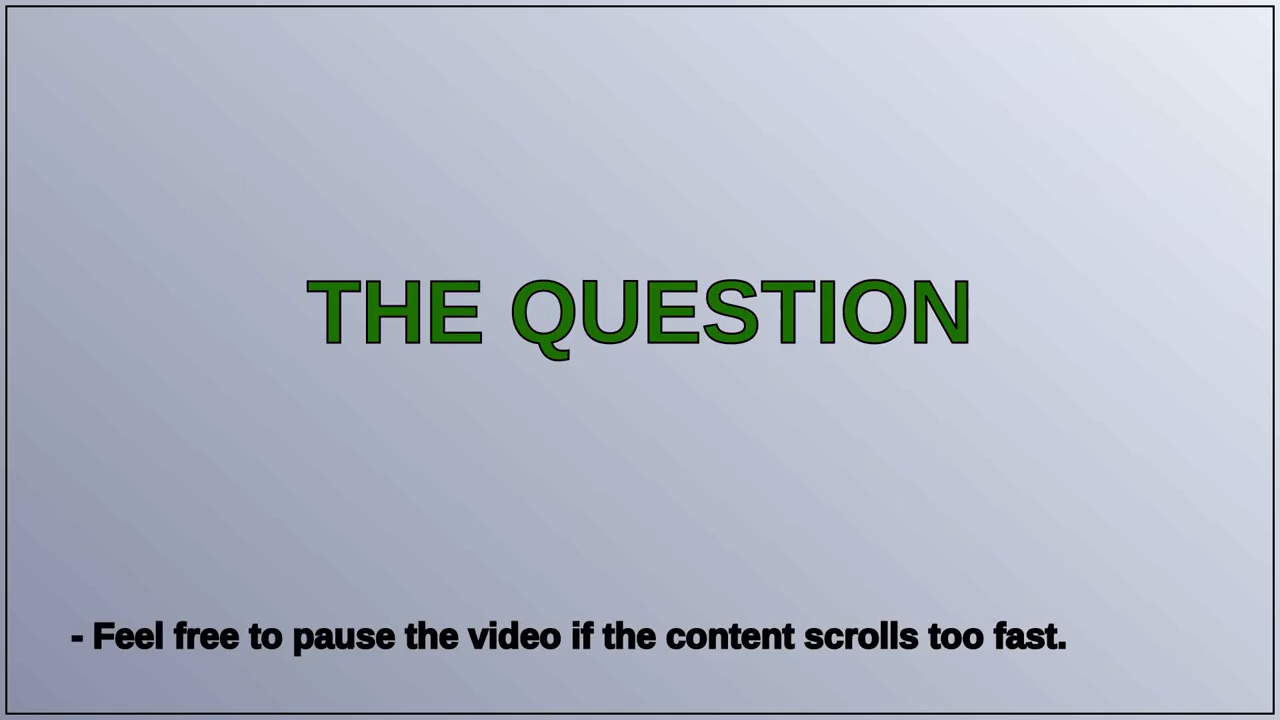 THE QUESTION
- Feel free to pause the video if the content scrolls too fast.